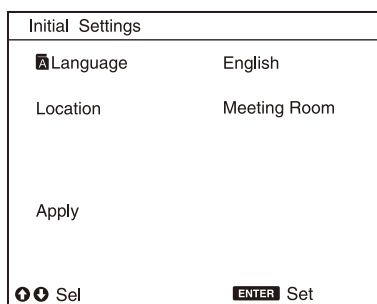 Initial Settings
A Language English
Location Meeting Room
Apply
Sel ENTER Set